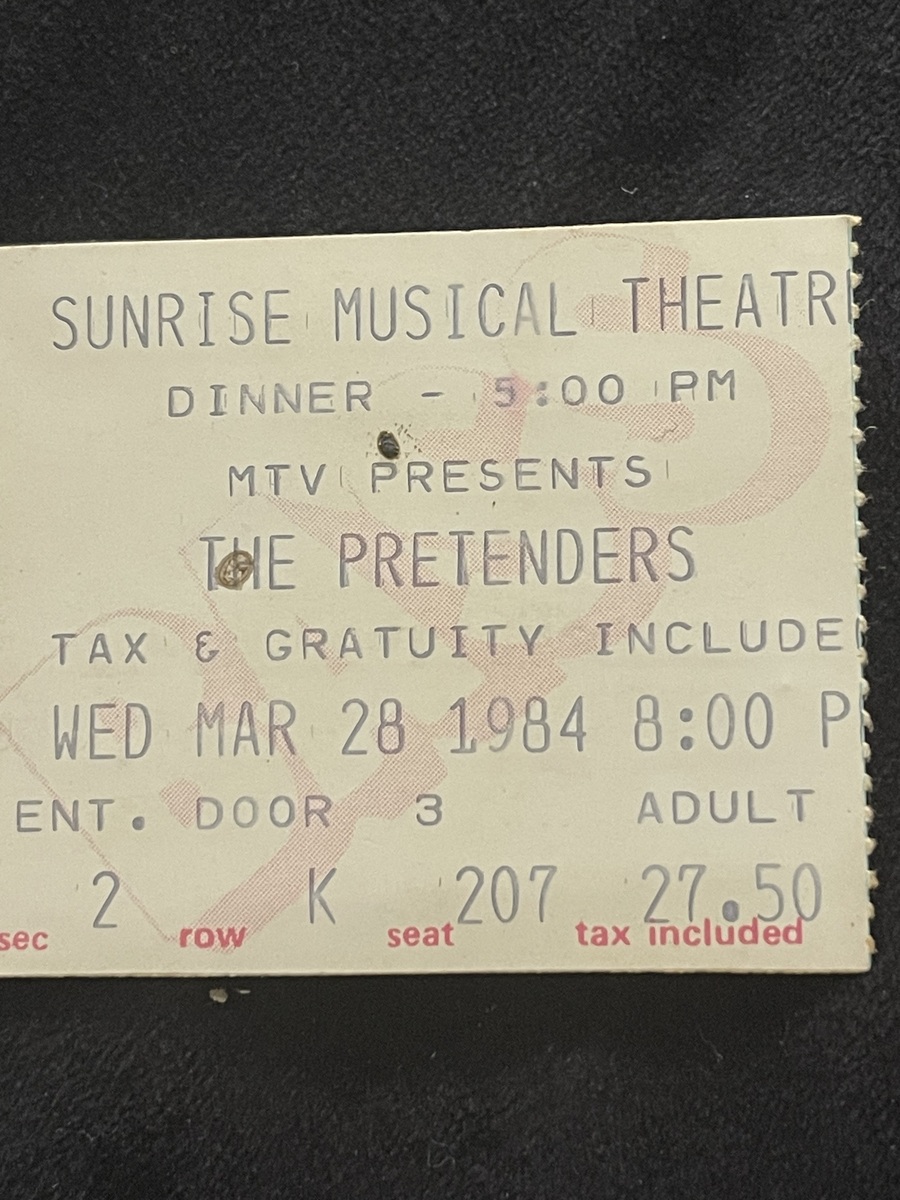 SUNRISE MUSICAL THEATR
DINNER - 5:00 PM
MTV PRESENTS
THE PRETENDERS
TAX & GRATUITY INCLUDED
WED MAR 28 1984 8:00 P
ENT. DOOR 3 ADULT
2 K 207 27.50
sec row seat tax included